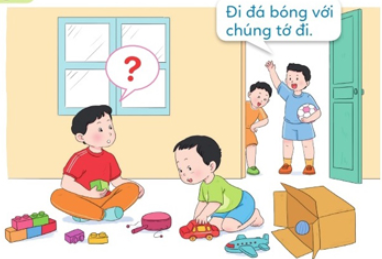 Đi đá bóng với
chúng tớ đi.
?